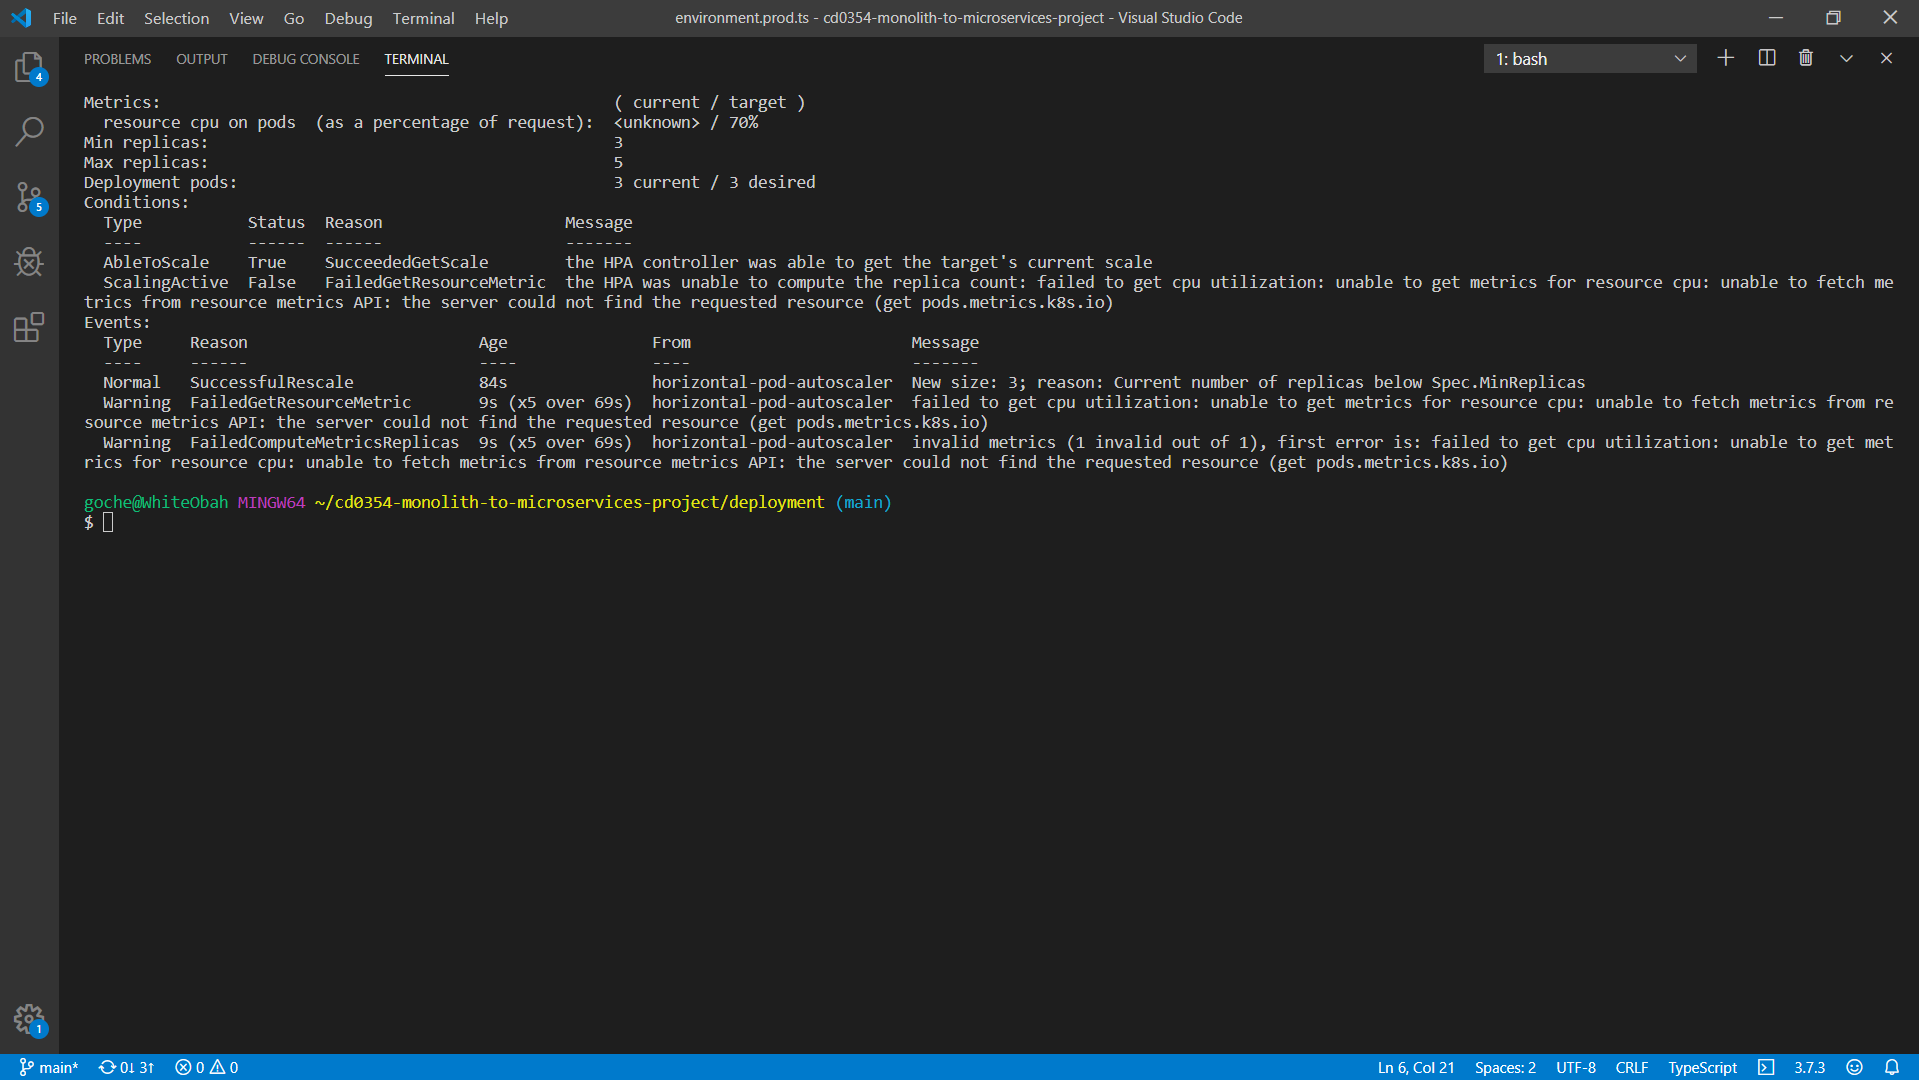 File Edit Selection View Go Debug Terminal Help environment.prod.ts - cd0354-monolith-to-microservices-project - Visual Studio Code
PROBLEMS OUTPUT DEBUG CONSOLE TERMINAL 1: bash
4
5
1
Metrics: ( current / target )
resource cpu on pods (as a percentage of request): <unknown> / 70%
Min replicas: 3
Max replicas: 5
Deployment pods: 3 current / 3 desired
Conditions:
Type Status Reason Message
---- ------ ------ -------
AbleToScale True SucceededGetScale the HPA controller was able to get the target's current scale
ScalingActive False FailedGetResourceMetric the HPA was unable to compute the replica count: failed to get cpu utilization: unable to get metrics for resource cpu: unable to fetch me
trics from resource metrics API: the server could not find the requested resource (get pods.metrics.k8s.io)
Events:
Type Reason Age From Message
---- ------ ---- ---- -------
Normal SuccessfulRescale 84s horizontal-pod-autoscaler New size: 3; reason: Current number of replicas below Spec.MinReplicas
Warning FailedGetResourceMetric 9s (x5 over 69s) horizontal-pod-autoscaler failed to get cpu utilization: unable to get metrics for resource cpu: unable to fetch metrics from re
source metrics API: the server could not find the requested resource (get pods.metrics.k8s.io)
Warning FailedComputeMetricsReplicas 9s (x5 over 69s) horizontal-pod-autoscaler invalid metrics (1 invalid out of 1), first error is: failed to get cpu utilization: unable to get met
rics for resource cpu: unable to fetch metrics from resource metrics API: the server could not find the requested resource (get pods.metrics.k8s.io)
goche@WhiteObah MINGW64 ~/cd0354-monolith-to-microservices-project/deployment (main)
$
main* 0↓ 3↑ 0 0 Ln 6, Col 21 Spaces: 2 UTF-8 CRLF TypeScript 3.7.3